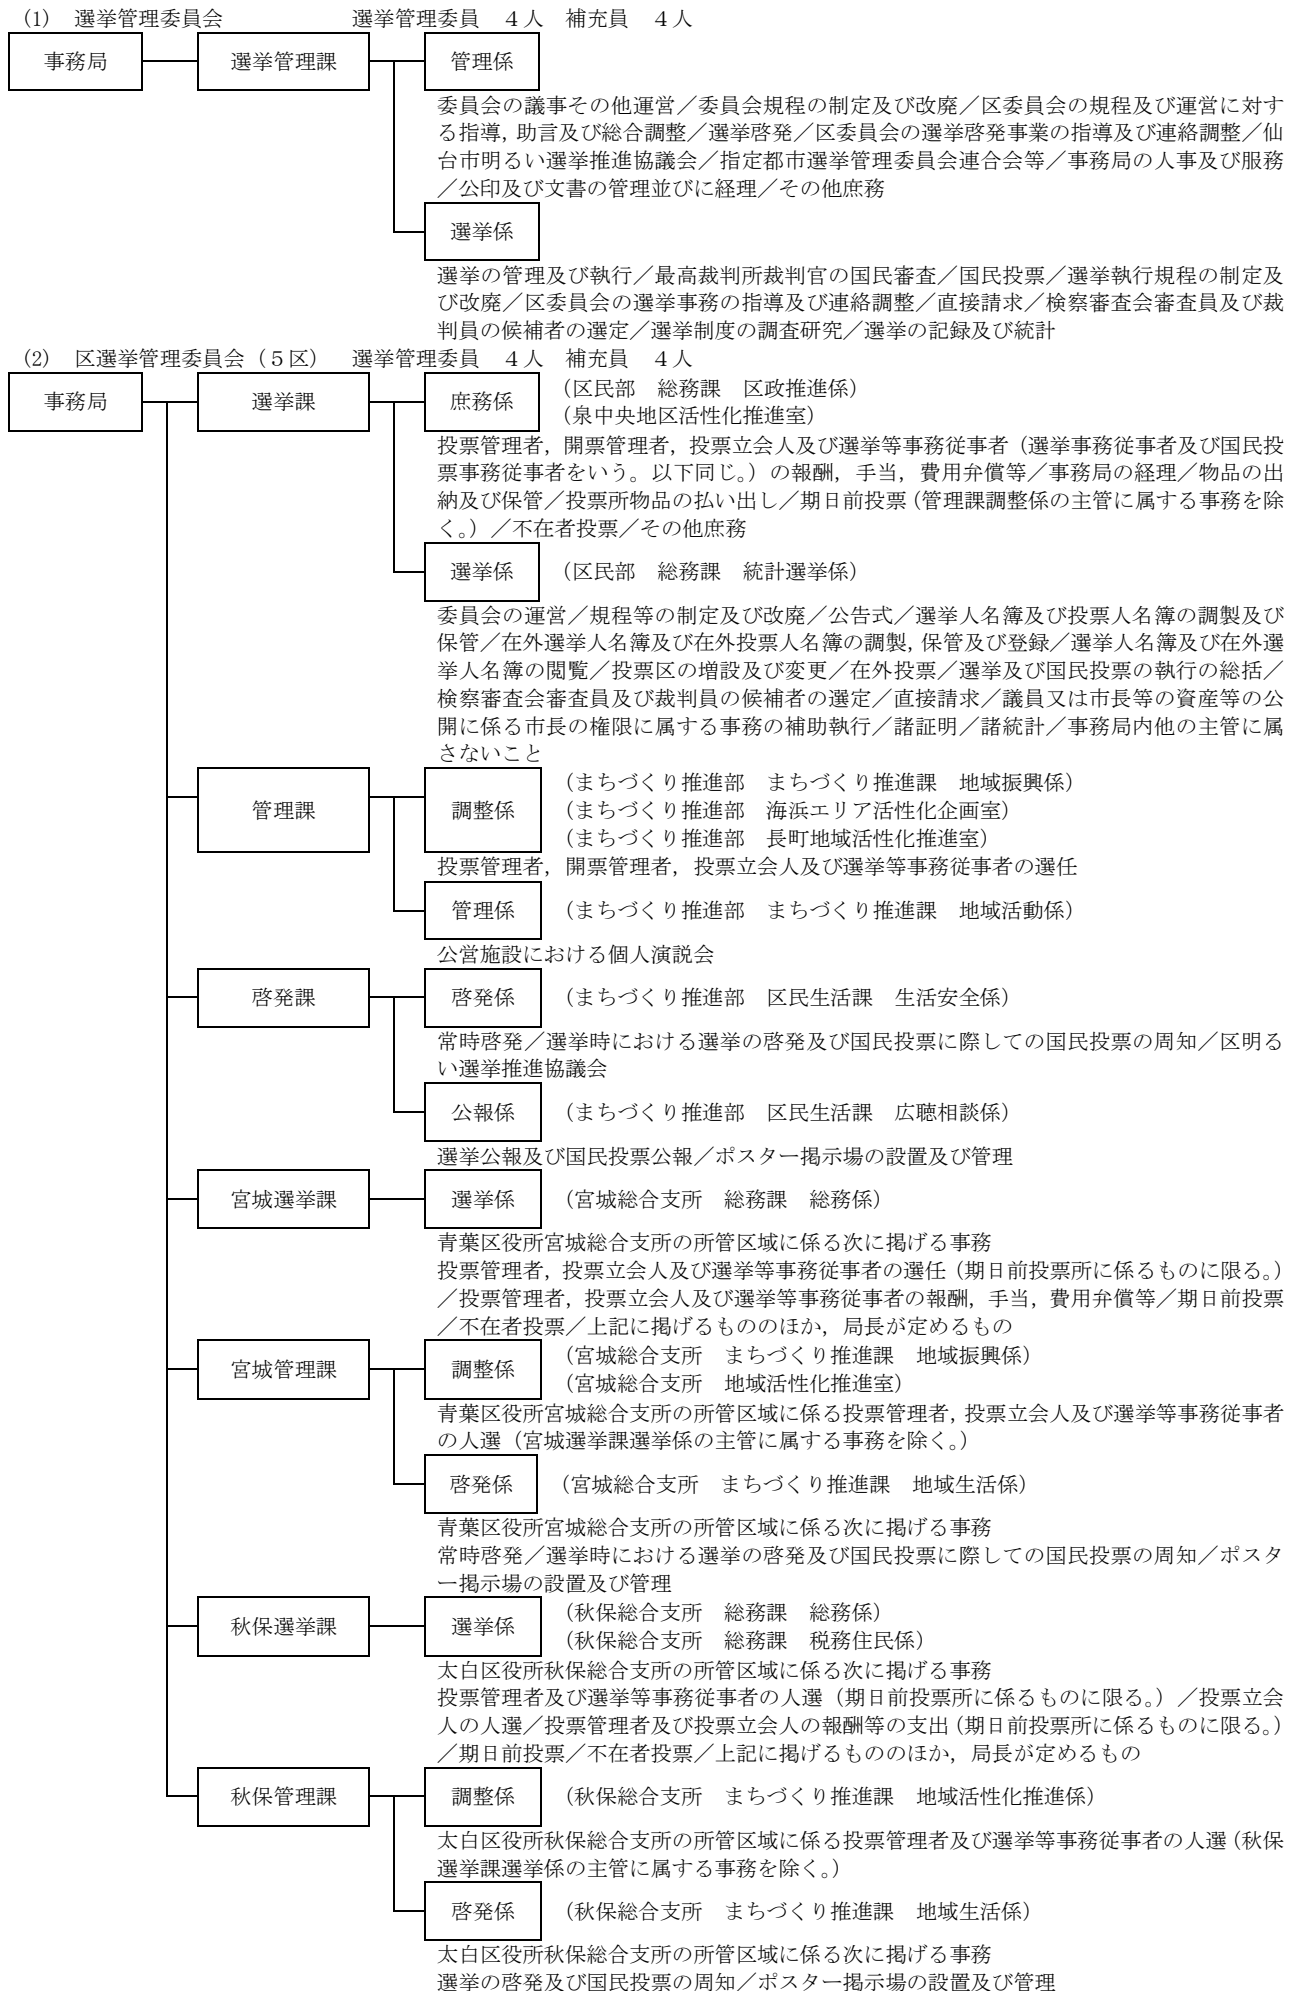 (1) 選挙管理委員会 選挙管理委員 4人 補充員 4人
事務局 選挙管理課 管理係
委員会の議事その他運営／委員会規程の制定及び改廃／区委員会の規程及び運営に対す
る指導，助言及び総合調整／選挙啓発／区委員会の選挙啓発事業の指導及び連絡調整／仙
台市明るい選挙推進協議会／指定都市選挙管理委員会連合会等／事務局の人事及び服務
／公印及び文書の管理並びに経理／その他庶務
選挙係
選挙の管理及び執行／最高裁判所裁判官の国民審査／国民投票／選挙執行規程の制定及
び改廃／区委員会の選挙事務の指導及び連絡調整／直接請求／検察審査会審査員及び裁
判員の候補者の選定／選挙制度の調査研究／選挙の記録及び統計
(2) 区選挙管理委員会（５区） 選挙管理委員 4人 補充員 4人
事務局 選挙課 庶務係 （区民部 総務課 区政推進係）
（泉中央地区活性化推進室）
投票管理者，開票管理者，投票立会人及び選挙等事務従事者（選挙事務従事者及び国民投
票事務従事者をいう。以下同じ。）の報酬，手当，費用弁償等／事務局の経理／物品の出
納及び保管／投票所物品の払い出し／期日前投票（管理課調整係の主管に属する事務を除
く。）／不在者投票／その他庶務
選挙係 （区民部 総務課 統計選挙係）
委員会の運営／規程等の制定及び改廃／公告式／選挙人名簿及び投票人名簿の調製及び
保管／在外選挙人名簿及び在外投票人名簿の調製，保管及び登録／選挙人名簿及び在外選
挙人名簿の閲覧／投票区の増設及び変更／在外投票／選挙及び国民投票の執行の総括／
検察審査会審査員及び裁判員の候補者の選定／直接請求／議員又は市長等の資産等の公
開に係る市長の権限に属する事務の補助執行／諸証明／諸統計／事務局内他の主管に属
さないこと
管理課 調整係 （まちづくり推進部 まちづくり推進課 地域振興係）
（まちづくり推進部 海浜エリア活性化企画室）
（まちづくり推進部 長町地域活性化推進室）
投票管理者，開票管理者，投票立会人及び選挙等事務従事者の選任
管理係 （まちづくり推進部 まちづくり推進課 地域活動係）
公営施設における個人演説会
啓発課 啓発係 （まちづくり推進部 区民生活課 生活安全係）
常時啓発／選挙時における選挙の啓発及び国民投票に際しての国民投票の周知／区明る
い選挙推進協議会
公報係 （まちづくり推進部 区民生活課 広聴相談係）
選挙公報及び国民投票公報／ポスター掲示場の設置及び管理
宮城選挙課 選挙係 （宮城総合支所 総務課 総務係）
青葉区役所宮城総合支所の所管区域に係る次に掲げる事務
投票管理者，投票立会人及び選挙等事務従事者の選任（期日前投票所に係るものに限る。）
／投票管理者，投票立会人及び選挙等事務従事者の報酬，手当，費用弁償等／期日前投票
／不在者投票／上記に掲げるもののほか，局長が定めるもの
宮城管理課 調整係 （宮城総合支所 まちづくり推進課 地域振興係）
（宮城総合支所 地域活性化推進室）
青葉区役所宮城総合支所の所管区域に係る投票管理者，投票立会人及び選挙等事務従事者
の人選（宮城選挙課選挙係の主管に属する事務を除く。）
啓発係 （宮城総合支所 まちづくり推進課 地域生活係）
青葉区役所宮城総合支所の所管区域に係る次に掲げる事務
常時啓発／選挙時における選挙の啓発及び国民投票に際しての国民投票の周知／ポスタ
ー掲示場の設置及び管理
秋保選挙課 選挙係 （秋保総合支所 総務課 総務係）
（秋保総合支所 総務課 税務住民係）
太白区役所秋保総合支所の所管区域に係る次に掲げる事務
投票管理者及び選挙等事務従事者の人選（期日前投票所に係るものに限る。）／投票立会
人の人選／投票管理者及び投票立会人の報酬等の支出（期日前投票所に係るものに限る。）
／期日前投票／不在者投票／上記に掲げるもののほか，局長が定めるもの
秋保管理課 調整係 （秋保総合支所 まちづくり推進課 地域活性化推進係）
太白区役所秋保総合支所の所管区域に係る投票管理者及び選挙等事務従事者の人選（秋保
選挙課選挙係の主管に属する事務を除く。）
啓発係 （秋保総合支所 まちづくり推進課 地域生活係）
太白区役所秋保総合支所の所管区域に係る次に掲げる事務
選挙の啓発及び国民投票の周知／ポスター掲示場の設置及び管理